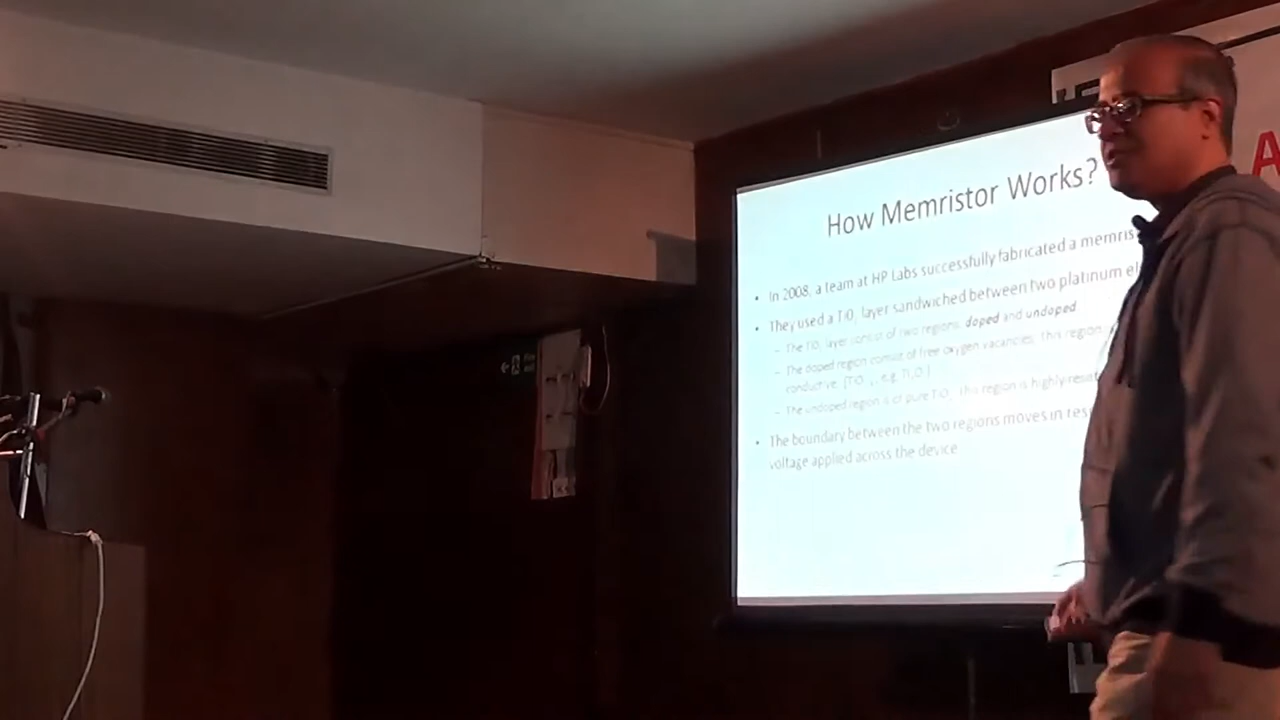 How Memristor Works?
• In 2008, a team at HP Labs successfully fabricated a memris
• They used a TiO₂ layer sandwiched between two platinum el
– The TiO₂ layer consist of two regions: doped and undoped
– The doped region consist of free oxygen vacancies. This region
conductive.
– The undoped region is of pure TiO₂. This region is highly resist
• The boundary between the two regions moves in res
voltage applied across the device
A